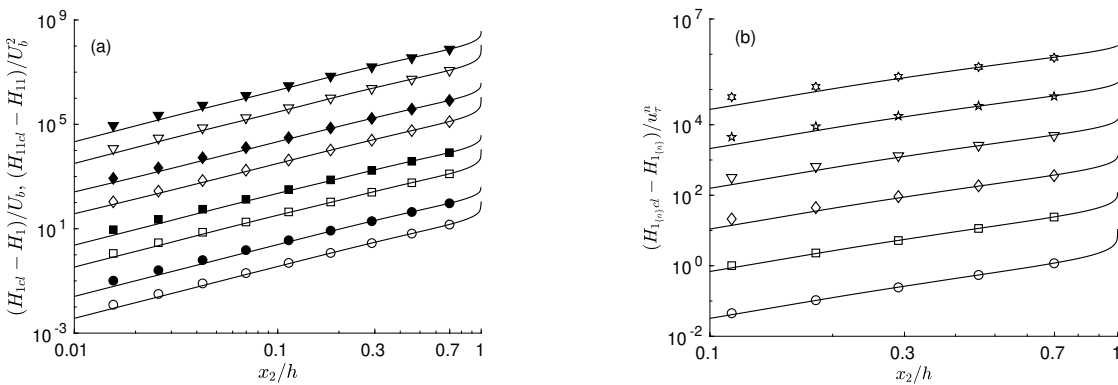 (a)
(H_{1cl} − H_1)/U_b, (H_{11cl} − H_{11})/U_b^2
10^9
10^5
10^1
10^{-3}
0.01 0.1 0.3 0.7 1
x_2/h
(b)
(H_{1_{\{n\}}cl} − H_{1_{\{n\}}})/u_τ^n
10^6
10^4
10^2
10^0
10^{-2}
0.1 0.3 0.7 1
x_2/h